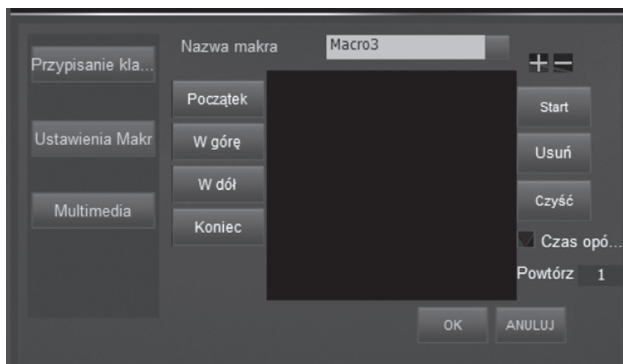 Nazwa makra Macro3
Przypisanie kla...
Ustawienia Makr
Multimedia
Początek
W górę
W dół
Koniec
Start
Usuń
Czyść
Czas opó...
Powtórz 1
OK ANULUJ